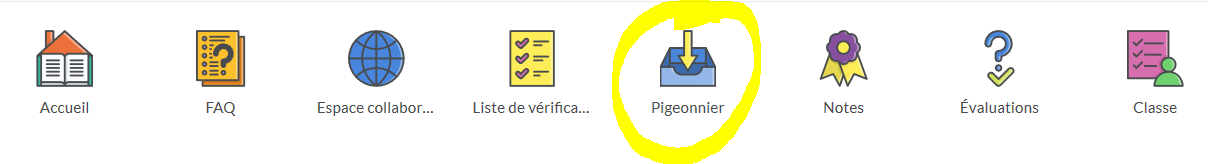 Accueil FAQ Espace collabor... Liste de vérifica... Pigeonnier Notes Évaluations Classe